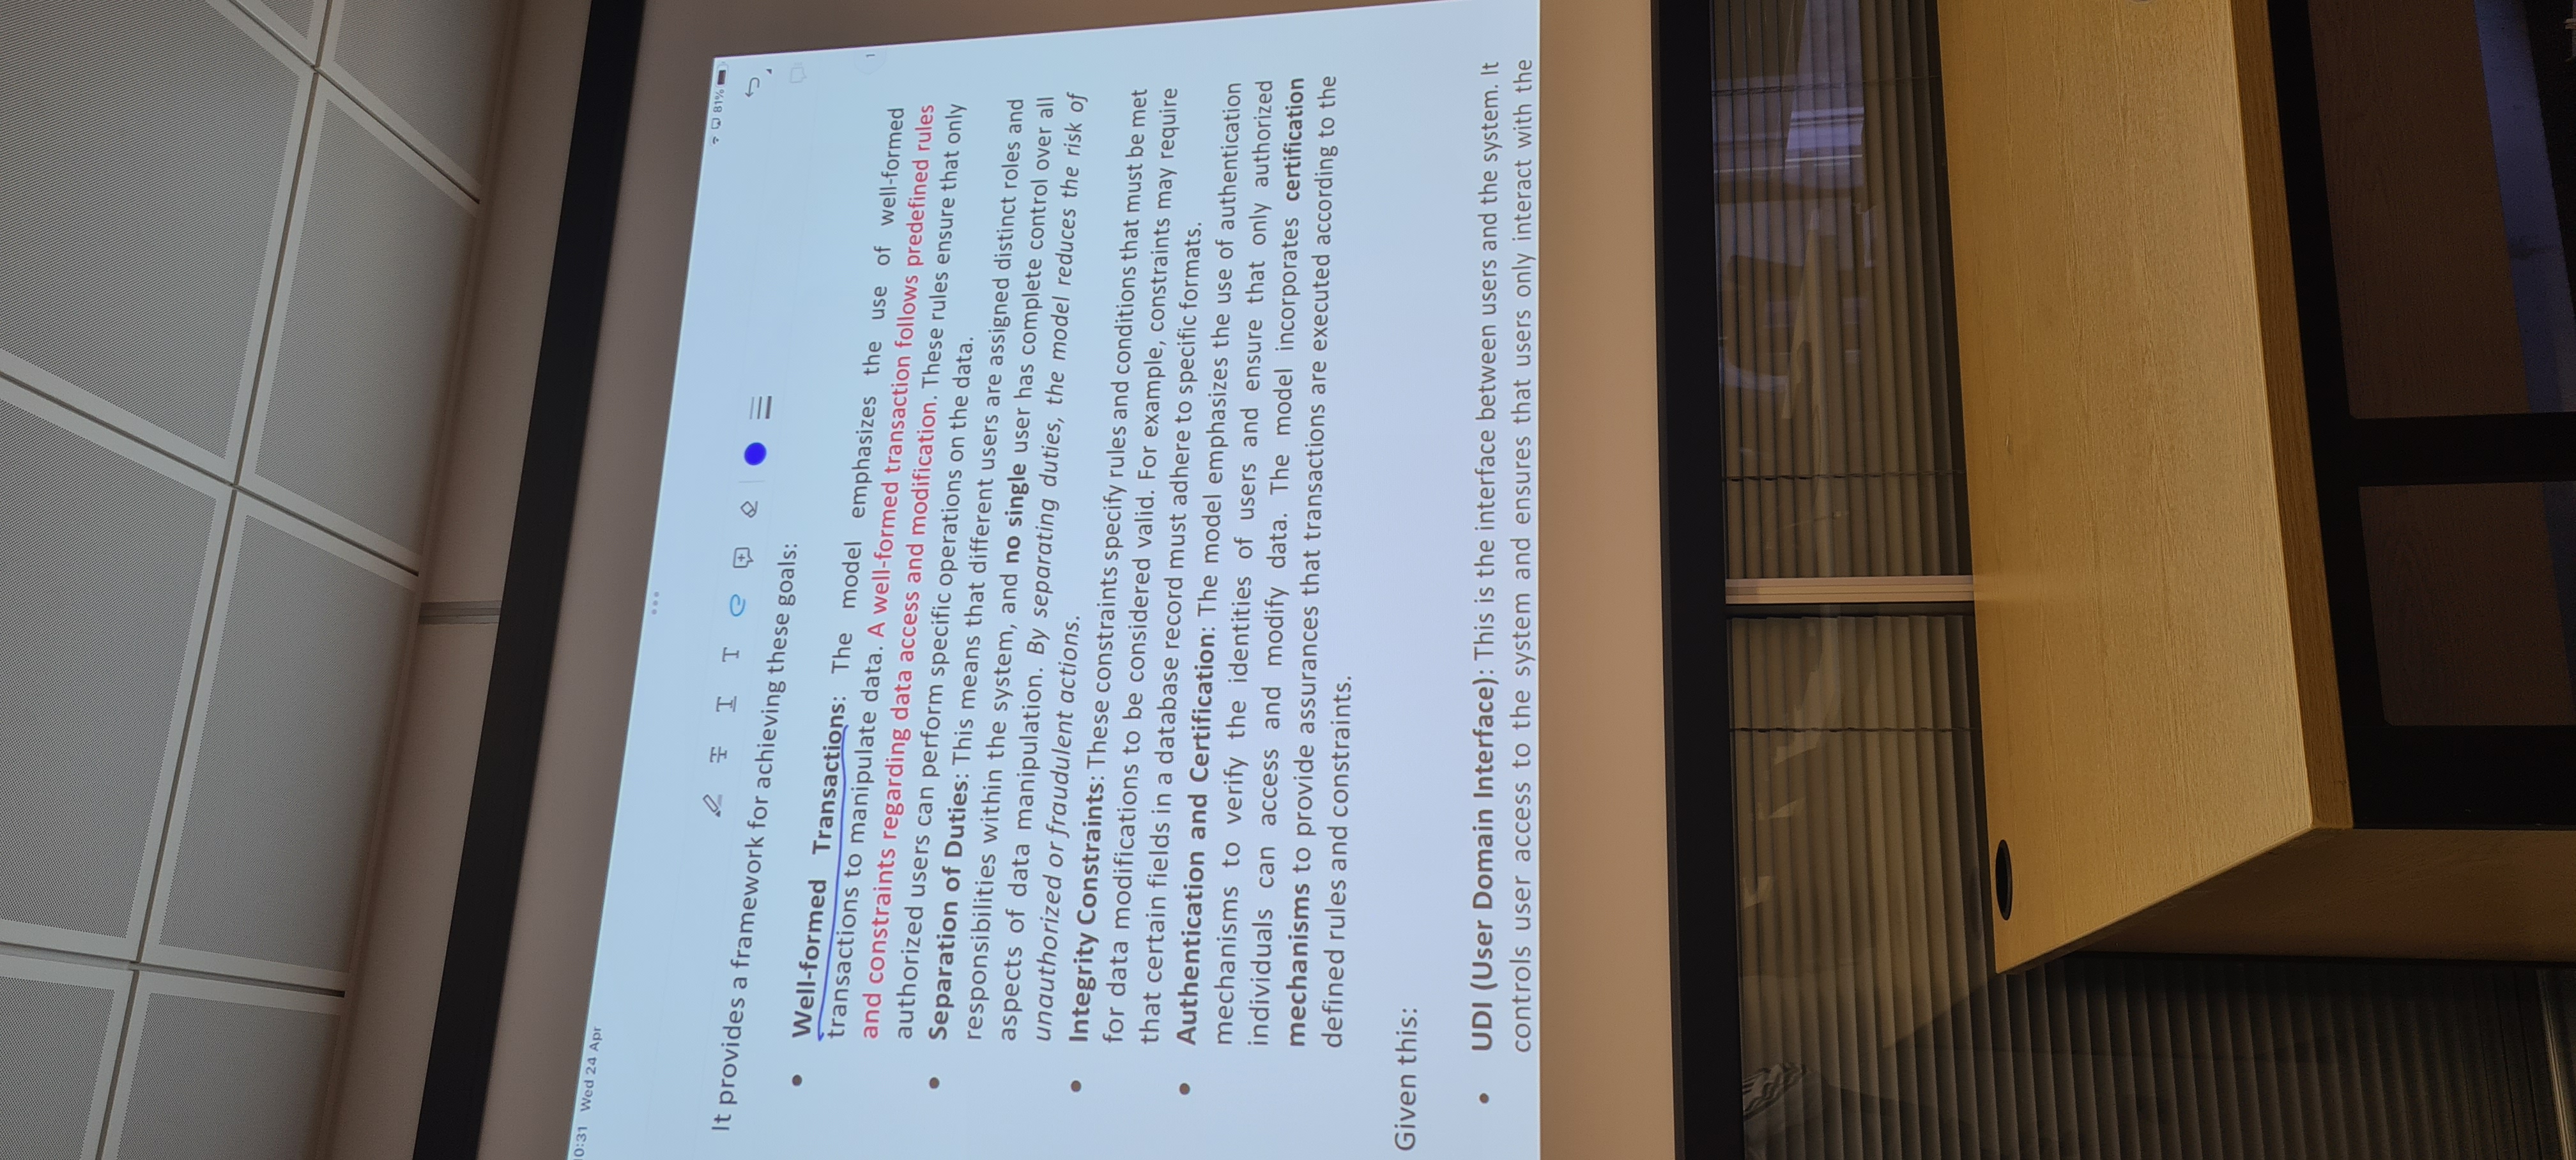 0:31 Wed 24 Apr
81%
It provides a framework for achieving these goals:
• Well-formed Transactions: The model emphasizes the use of well-formed
transactions to manipulate data. A well-formed transaction follows predefined rules
and constraints regarding data access and modification. These rules ensure that only
authorized users can perform specific operations on the data.
• Separation of Duties: This means that different users are assigned distinct roles and
responsibilities within the system, and no single user has complete control over all
aspects of data manipulation. By separating duties, the model reduces the risk of
unauthorized or fraudulent actions.
• Integrity Constraints: These constraints specify rules and conditions that must be met
for data modifications to be considered valid. For example, constraints may require
that certain fields in a database record must adhere to specific formats.
• Authentication and Certification: The model emphasizes the use of authentication
mechanisms to verify the identities of users and ensure that only authorized
individuals can access and modify data. The model incorporates certification
mechanisms to provide assurances that transactions are executed according to the
defined rules and constraints.
Given this:
• UDI (User Domain Interface): This is the interface between users and the system. It
controls user access to the system and ensures that users only interact with the